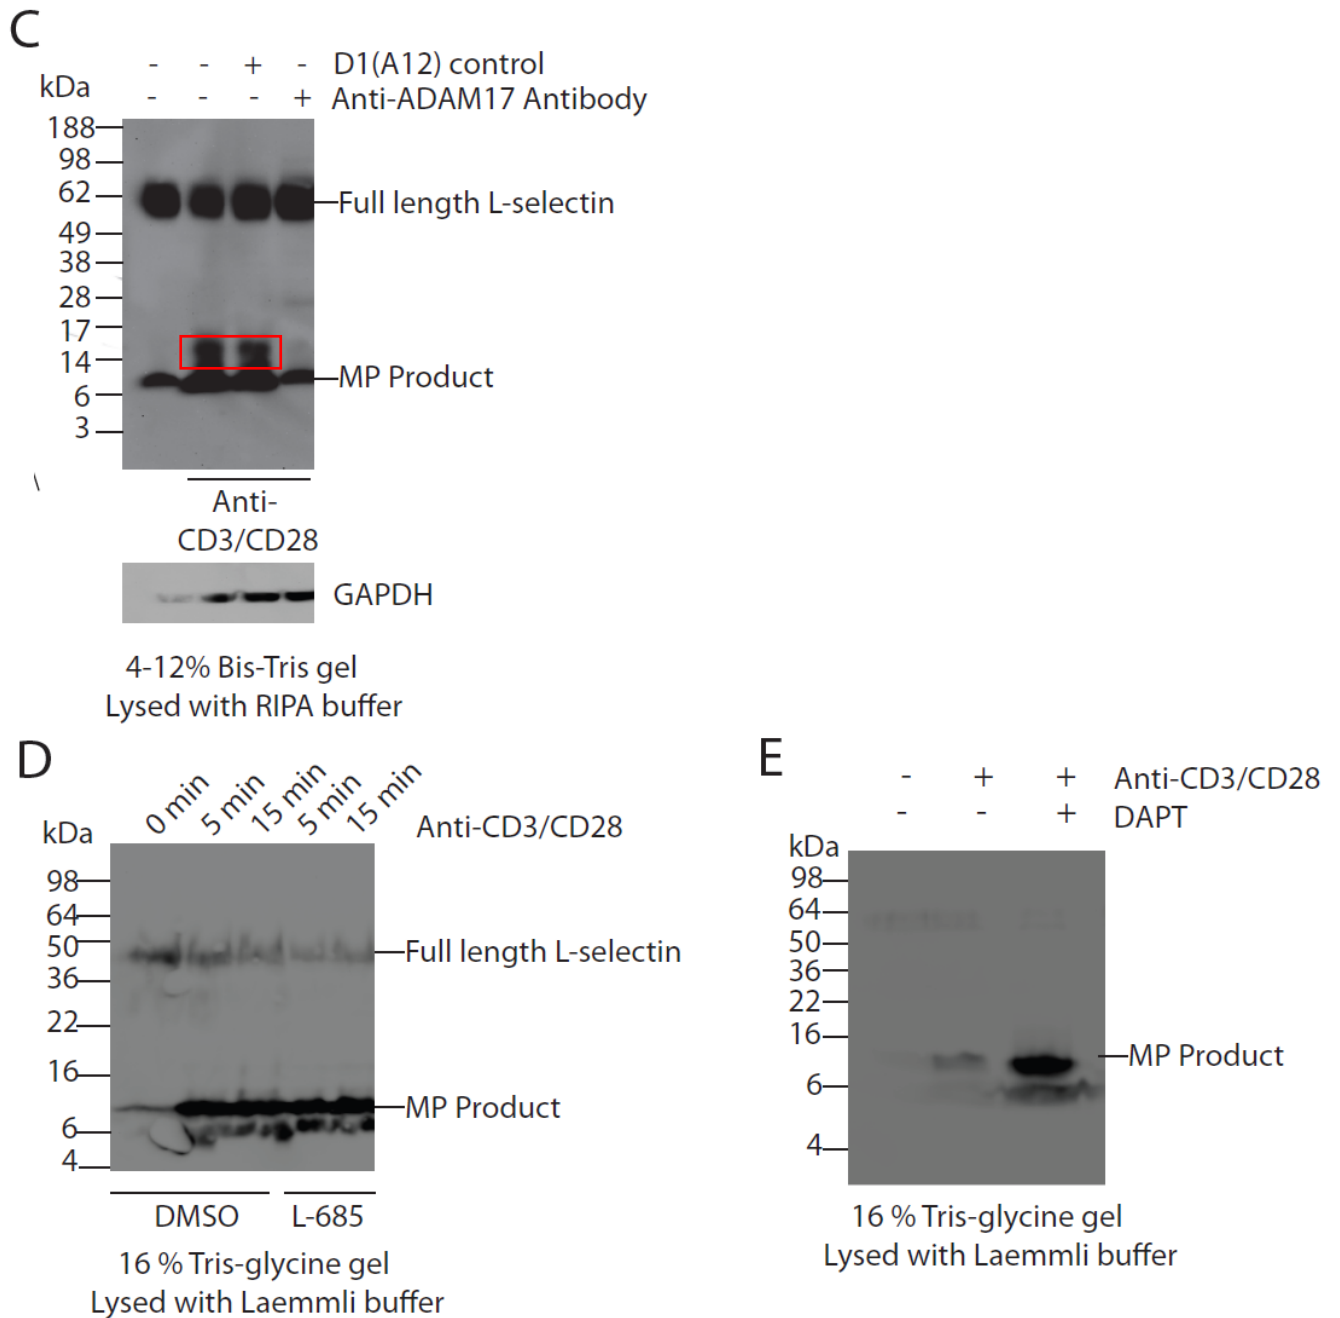 C
- - + - D1(A12) control
kDa
- - - + Anti-ADAM17 Antibody
188
98
62
Full length L-selectin
49
38
28
17
14
MP Product
6
3
Anti-
CD3/CD28
GAPDH
4-12% Bis-Tris gel
Lysed with RIPA buffer
D
0 min 5 min 15 min 5 min 15 min
kDa
Anti-CD3/CD28
98
64
50
Full length L-selectin
36
22
16
MP Product
6
4
DMSO L-685
16 % Tris-glycine gel
Lysed with Laemmli buffer
E
- + + Anti-CD3/CD28
- - + DAPT
kDa
98
64
50
36
22
16
MP Product
6
4
16 % Tris-glycine gel
Lysed with Laemmli buffer